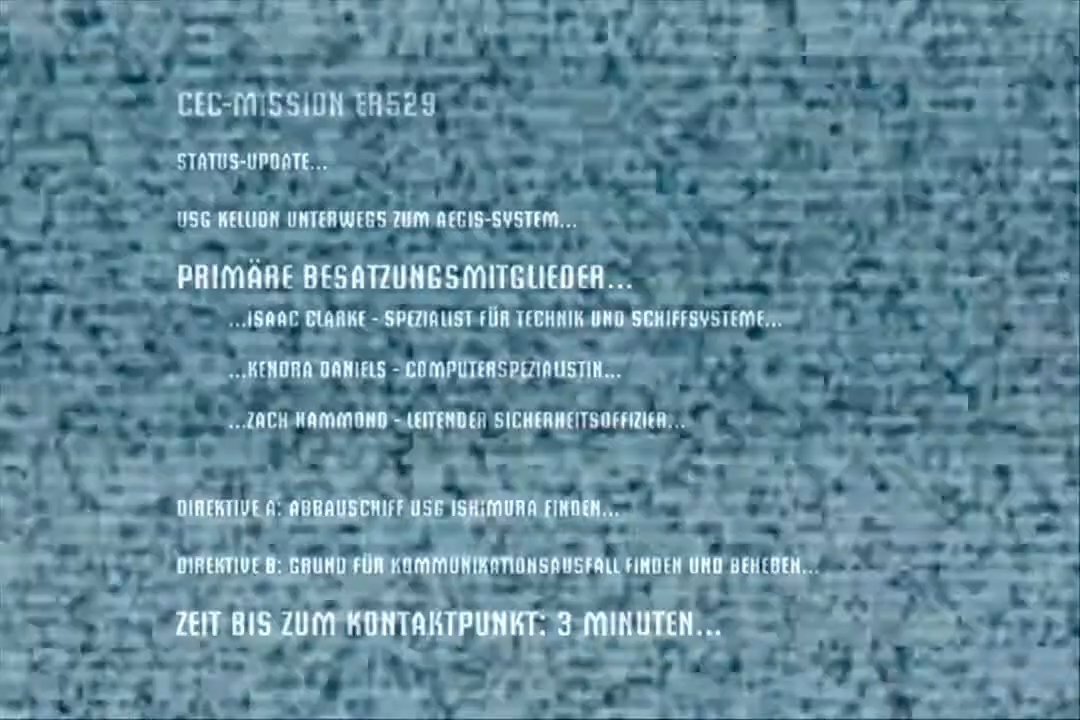 CEC-MISSION ER529
STATUS-UPDATE...
USG KELLION UNTERWEGS ZUM AEGIS-SYSTEM...
PRIMÄRE BESATZUNGSMITGLIEDER...
...ISAAC CLARKE - SPEZIALIST FÜR TECHNIK UND SCHIFFSYSTEME...
...KENDRA DANIELS - COMPUTERSPEZIALISTIN...
...ZACH HAMMOND - LEITENDER SICHERHEITSOFFIZIER...
DIREKTIVE A: ABBAUSCHIFF USG ISHIMURA FINDEN...
DIREKTIVE B: GRUND FÜR KOMMUNIKATIONSAUSFALL FINDEN UND BEHEBEN...
ZEIT BIS ZUM KONTAKTPUNKT: 3 MINUTEN...